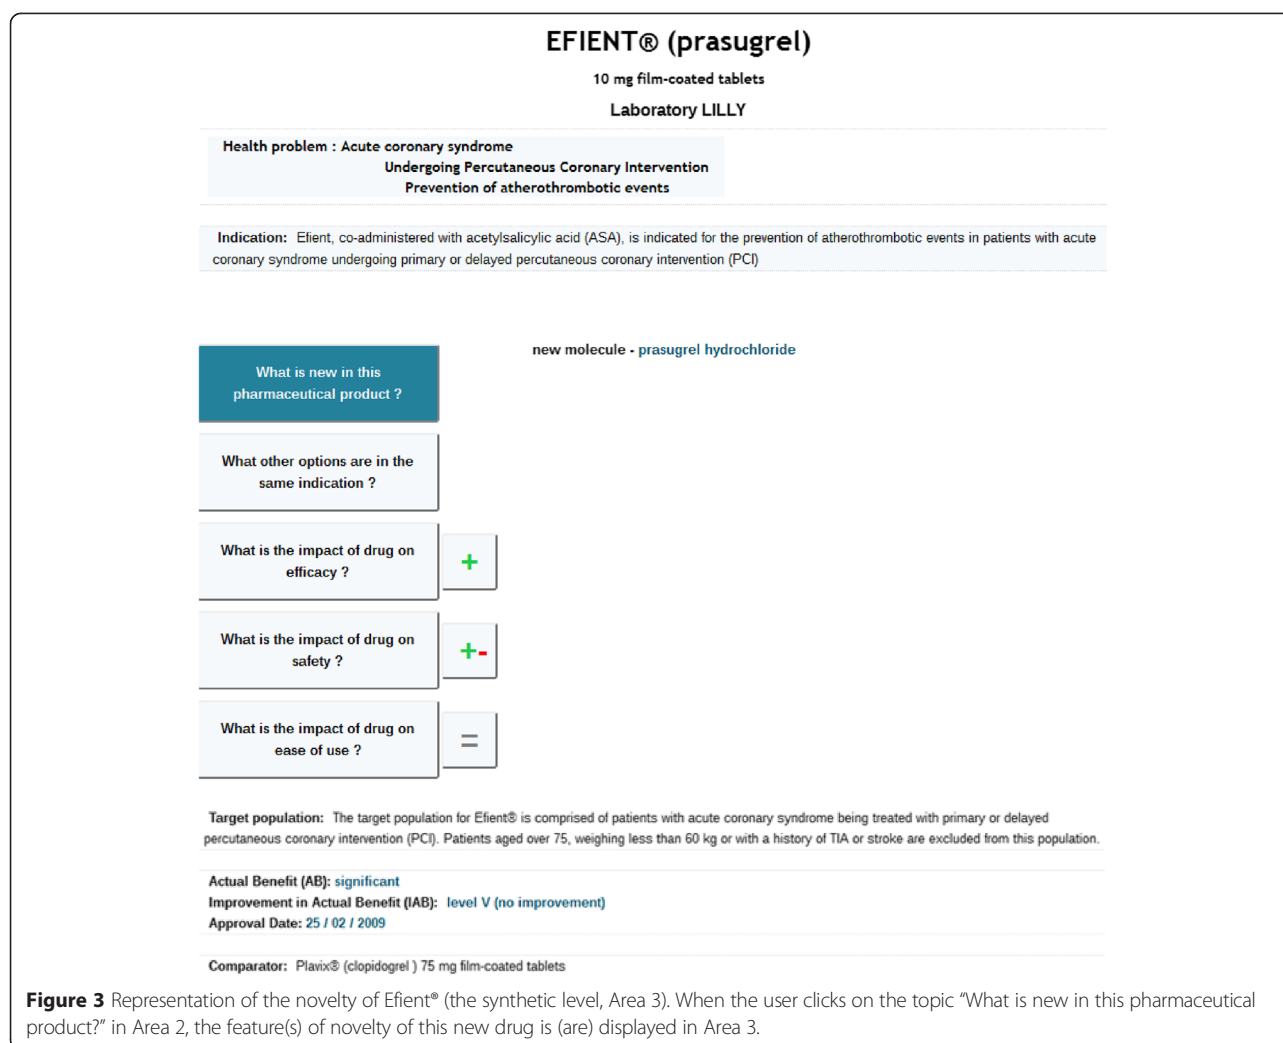 EFIENT® (prasugrel)
10 mg film-coated tablets
Laboratory LILLY
Health problem : Acute coronary syndrome
Undergoing Percutaneous Coronary Intervention
Prevention of atherothrombotic events
Indication: Efient, co-administered with acetylsalicylic acid (ASA), is indicated for the prevention of atherothrombotic events in patients with acute
coronary syndrome undergoing primary or delayed percutaneous coronary intervention (PCI)
new molecule - prasugrel hydrochloride
What is new in this
pharmaceutical product ?
What other options are in the
same indication ?
What is the impact of drug on
efficacy ?
+
What is the impact of drug on
safety ?
+-
What is the impact of drug on
ease of use ?
=
Target population: The target population for Efient® is comprised of patients with acute coronary syndrome being treated with primary or delayed
percutaneous coronary intervention (PCI). Patients aged over 75, weighing less than 60 kg or with a history of TIA or stroke are excluded from this population.
Actual Benefit (AB): significant
Improvement in Actual Benefit (IAB): level V (no improvement)
Approval Date: 25 / 02 / 2009
Comparator: Plavix® (clopidogrel ) 75 mg film-coated tablets
Figure 3 Representation of the novelty of Efient® (the synthetic level, Area 3). When the user clicks on the topic “What is new in this pharmaceutical
product?” in Area 2, the feature(s) of novelty of this new drug is (are) displayed in Area 3.